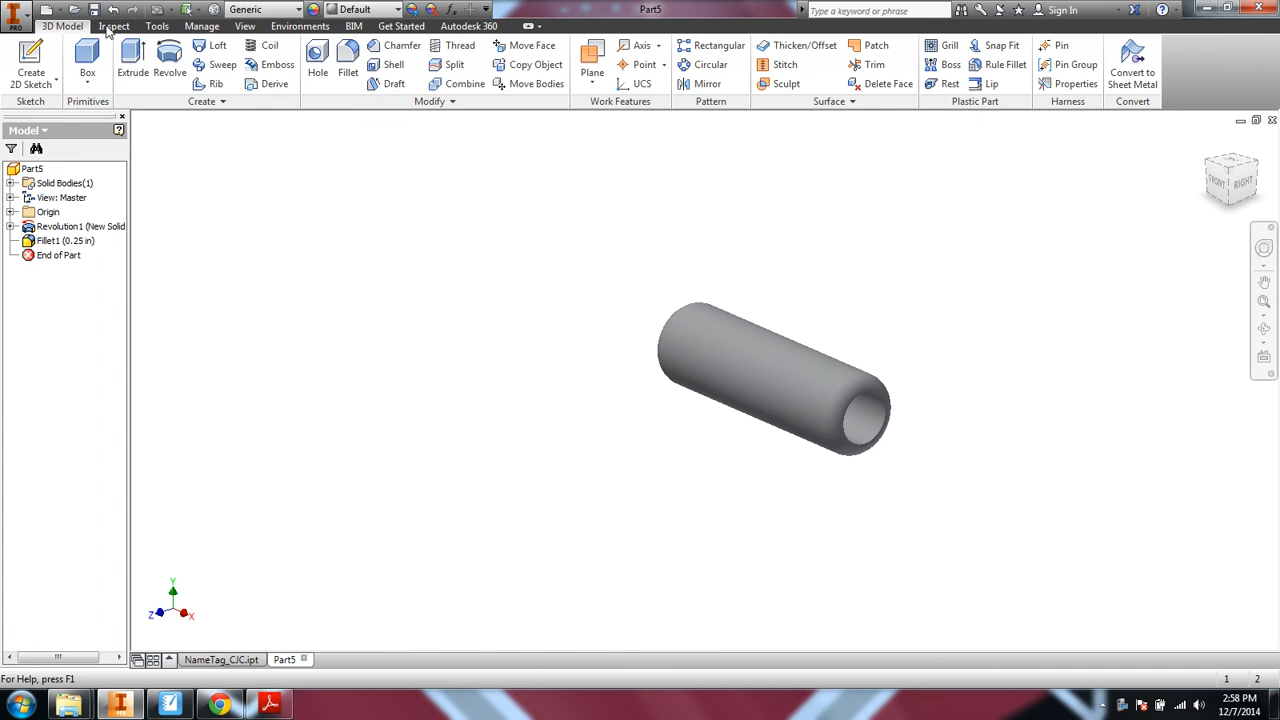 Generic
Default
Part5
Type a keyword or phrase
Sign In
PRO
3D Model Inspect Tools Manage View Environments BIM Get Started Autodesk 360
Create 2D Sketch
Box
Extrude
Revolve
Loft
Sweep
Rib
Coil
Emboss
Derive
Hole
Fillet
Chamfer
Shell
Draft
Thread
Split
Combine
Move Face
Copy Object
Move Bodies
Plane
Axis
Point
UCS
Rectangular
Circular
Mirror
Thicken/Offset
Stitch
Sculpt
Patch
Trim
Delete Face
Grill
Boss
Rest
Snap Fit
Rule Fillet
Lip
Pin
Pin Group
Properties
Convert to Sheet Metal
Sketch Primitives Create Modify Work Features Pattern Surface Plastic Part Harness Convert
Model
Part5
Solid Bodies(1)
View: Master
Origin
Revolution1 (New Solid
Fillet1 (0.25 in)
End of Part
FRONT RIGHT
Y
Z X
NameTag_CJC.ipt Part5
For Help, press F1
1 2
PRO
2:58 PM
12/7/2014